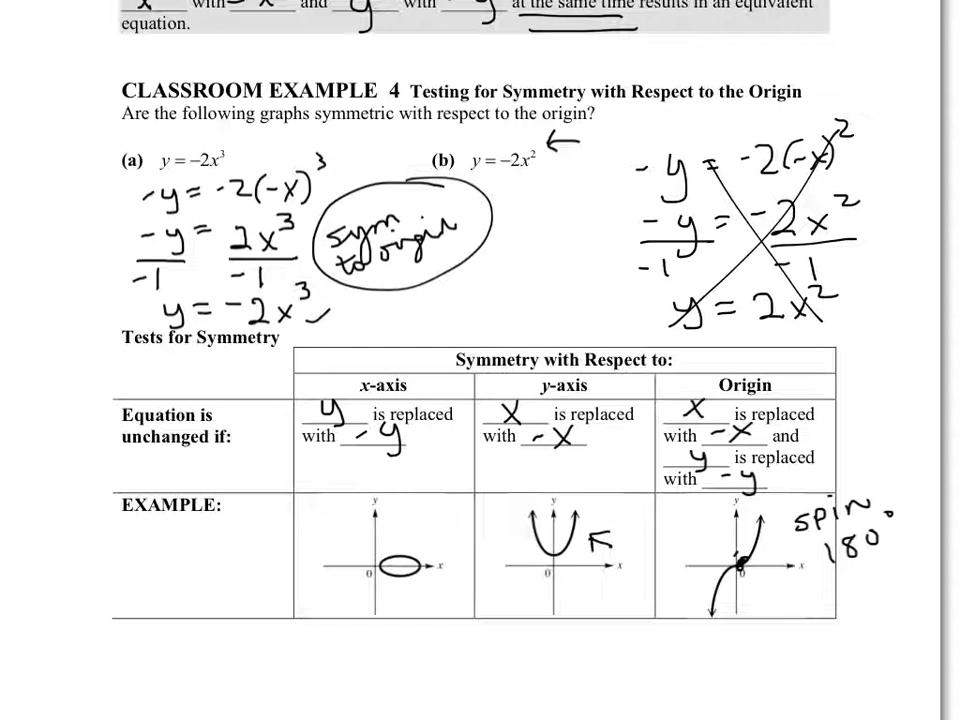 x with - x and y with - y at the same time results in an equivalent
equation.
CLASSROOM EXAMPLE 4 Testing for Symmetry with Respect to the Origin
Are the following graphs symmetric with respect to the origin?
(a) y = −2x³ (b) y = −2x² ←
-y = -2(-x)³
-y = 2x³
-1 -1
y = -2x³ ✓
sym
to origin
-y = -2(-x)²
-y = -2x²
-1 -1
y = 2x²
Tests for Symmetry
Symmetry with Respect to:
x-axis y-axis Origin
Equation is
unchanged if:
y is replaced
with - y
x is replaced
with - x
x is replaced
with - x and
y is replaced
with - y
EXAMPLE:
y
0 x
y
0 x
y
0 x
spin
180°